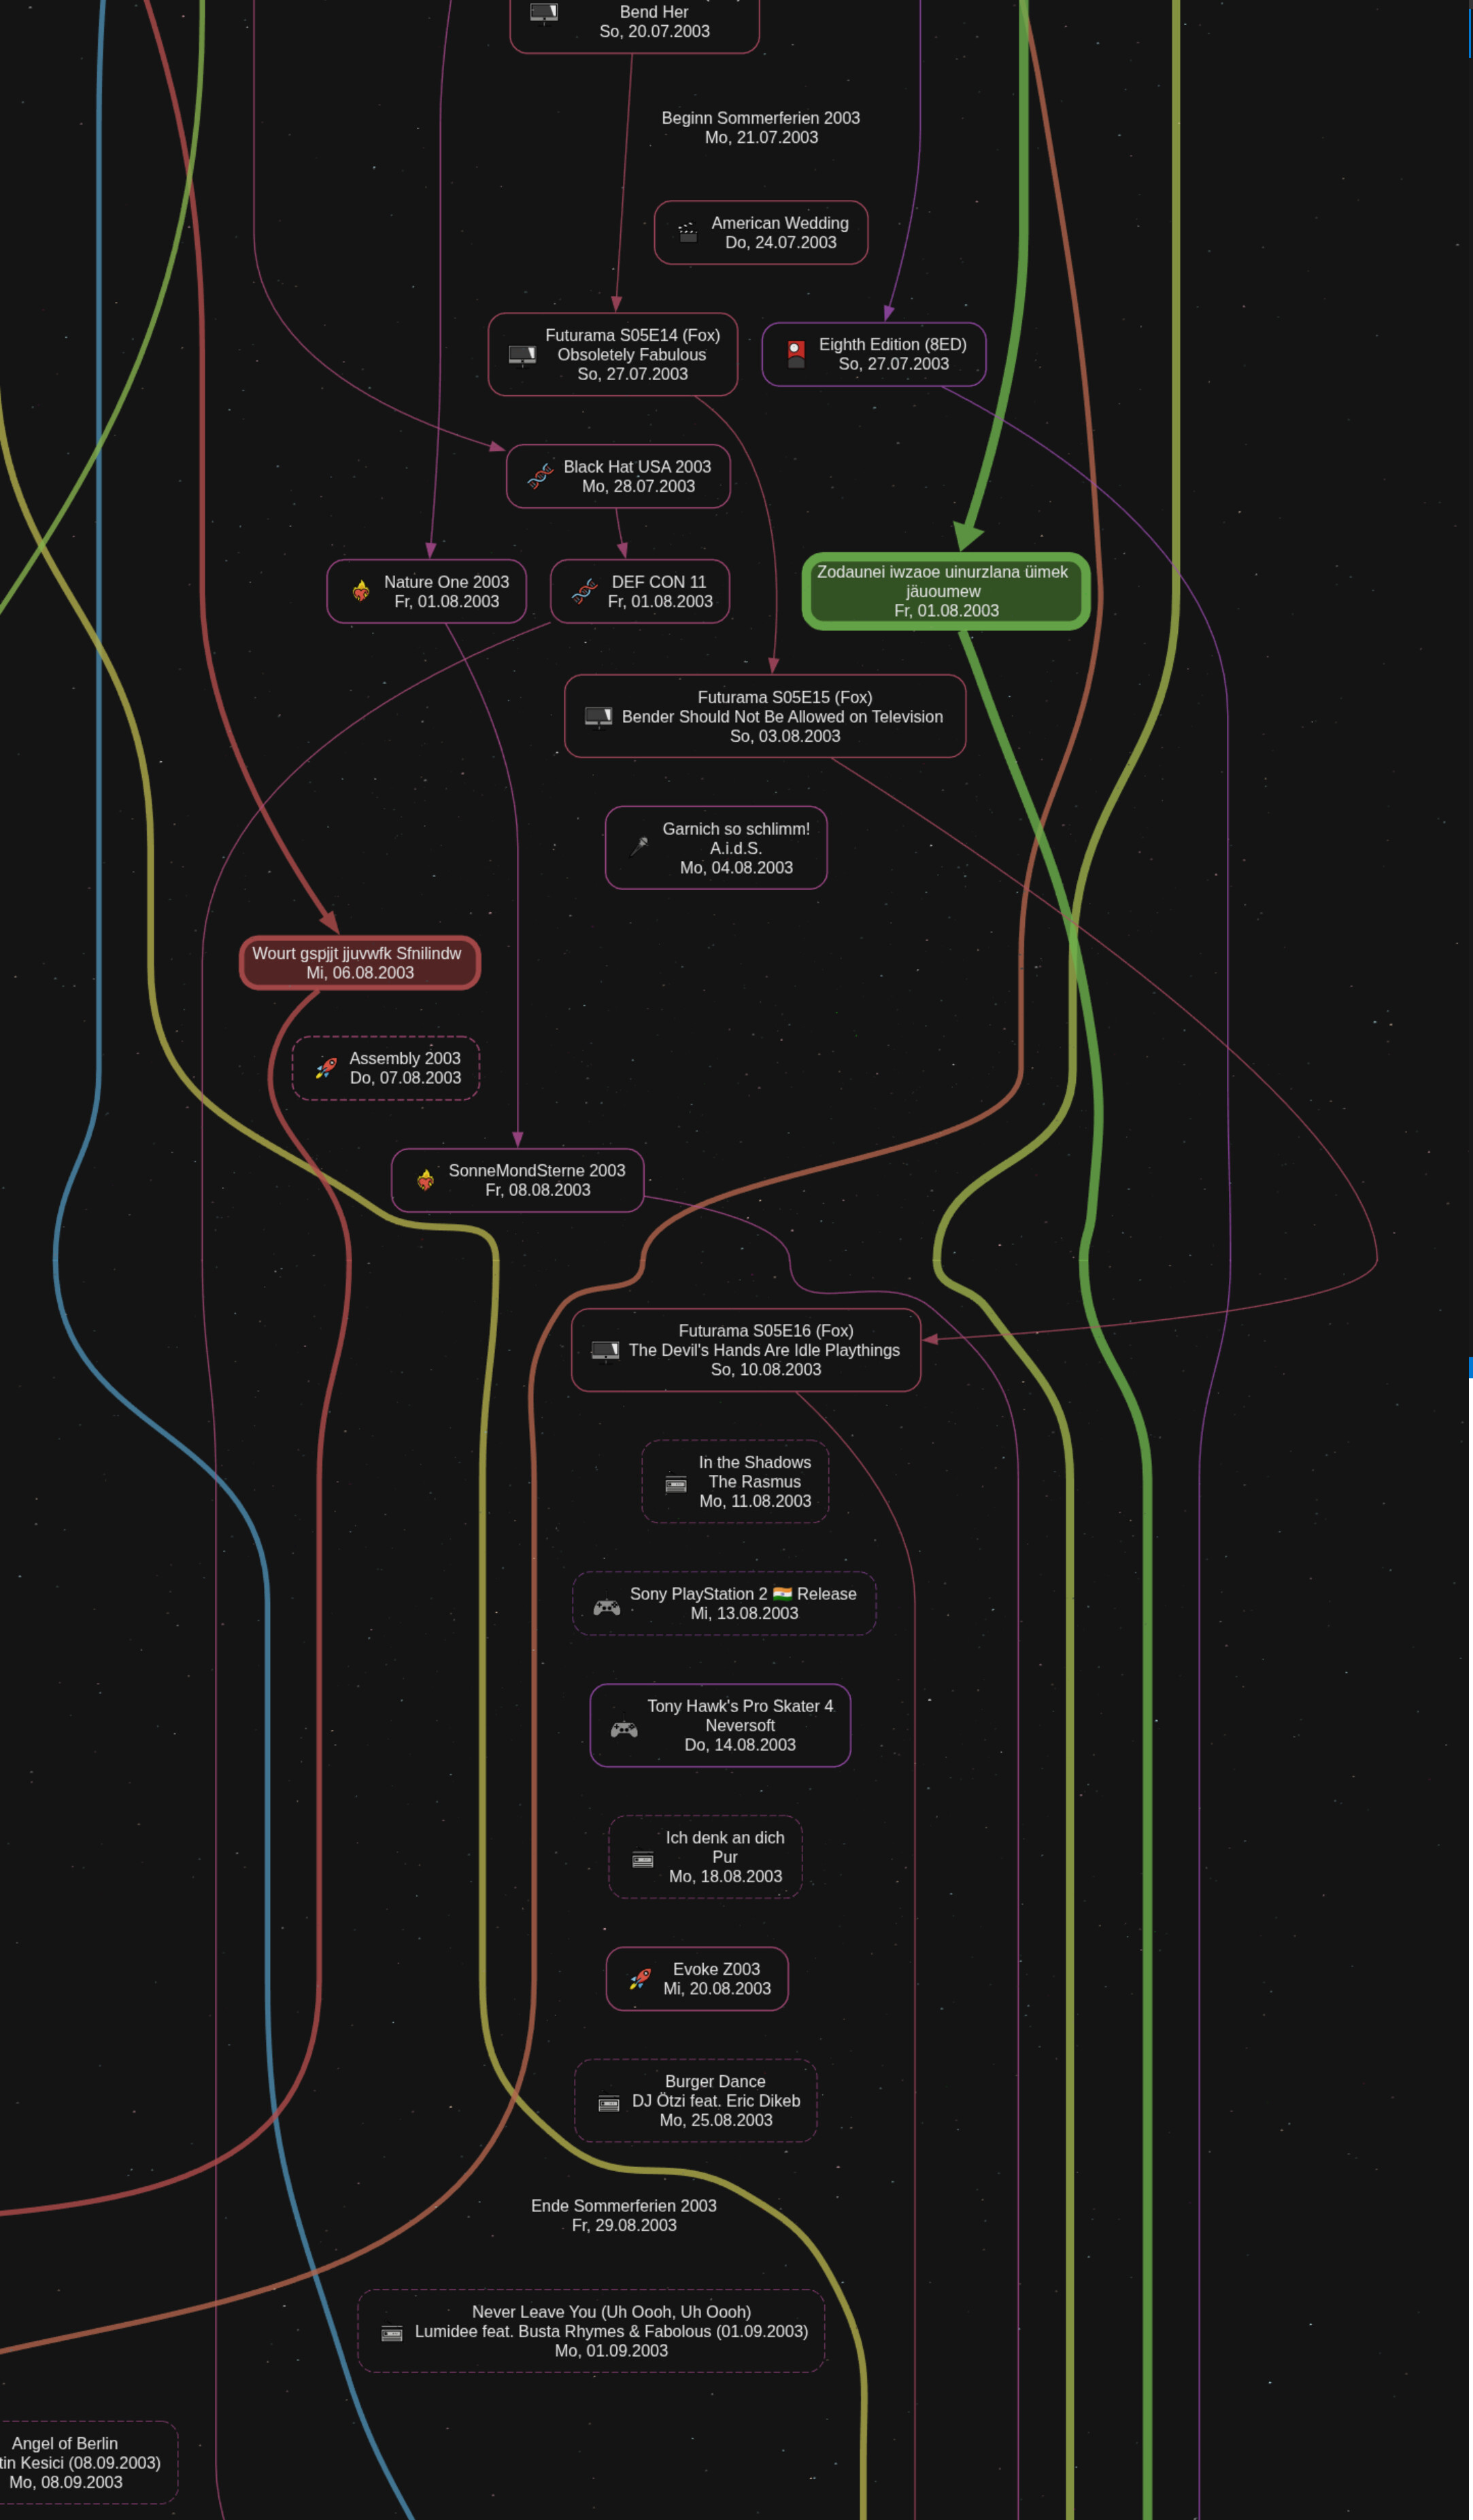 Bend Her
So, 20.07.2003
Beginn Sommerferien 2003
Mo, 21.07.2003
American Wedding
Do, 24.07.2003
Futurama S05E14 (Fox)
Obsoletely Fabulous
So, 27.07.2003
Eighth Edition (8ED)
So, 27.07.2003
Black Hat USA 2003
Mo, 28.07.2003
Nature One 2003
Fr, 01.08.2003
DEF CON 11
Fr, 01.08.2003
Zodaunei iwzaoe uinurzlana üimek
jäuoumew
Fr, 01.08.2003
Futurama S05E15 (Fox)
Bender Should Not Be Allowed on Television
So, 03.08.2003
Garnich so schlimm!
A.i.d.S.
Mo, 04.08.2003
Wourt gspjjt jjuvwfk Sfnilindw
Mi, 06.08.2003
Assembly 2003
Do, 07.08.2003
SonneMondSterne 2003
Fr, 08.08.2003
Futurama S05E16 (Fox)
The Devil's Hands Are Idle Playthings
So, 10.08.2003
In the Shadows
The Rasmus
Mo, 11.08.2003
Sony PlayStation 2 🇮🇳 Release
Mi, 13.08.2003
Tony Hawk's Pro Skater 4
Neversoft
Do, 14.08.2003
Ich denk an dich
Pur
Mo, 18.08.2003
Evoke Z003
Mi, 20.08.2003
Burger Dance
DJ Ötzi feat. Eric Dikeb
Mo, 25.08.2003
Ende Sommerferien 2003
Fr, 29.08.2003
Never Leave You (Uh Oooh, Uh Oooh)
Lumidee feat. Busta Rhymes & Fabolous (01.09.2003)
Mo, 01.09.2003
Angel of Berlin
tin Kesici (08.09.2003)
Mo, 08.09.2003